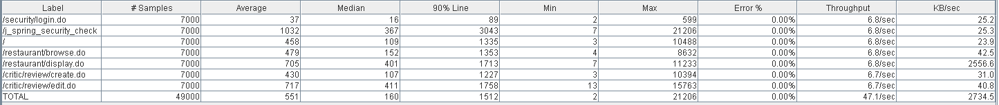 Label # Samples Average Median 90% Line Min Max Error % Throughput KB/sec
/security/login.do 7000 37 16 89 2 599 0.00% 6.8/sec 25.2
/j_spring_security_check 7000 1032 367 3043 7 21206 0.00% 6.8/sec 25.3
/ 7000 458 109 1335 3 10488 0.00% 6.8/sec 23.9
/restaurant/browse.do 7000 479 152 1353 4 8632 0.00% 6.8/sec 42.5
/restaurant/display.do 7000 705 401 1713 7 11233 0.00% 6.8/sec 2556.6
/critic/review/create.do 7000 430 107 1227 3 10394 0.00% 6.7/sec 31.0
/critic/review/edit.do 7000 717 411 1758 13 15763 0.00% 6.7/sec 40.8
TOTAL 49000 551 160 1512 2 21206 0.00% 47.1/sec 2734.5